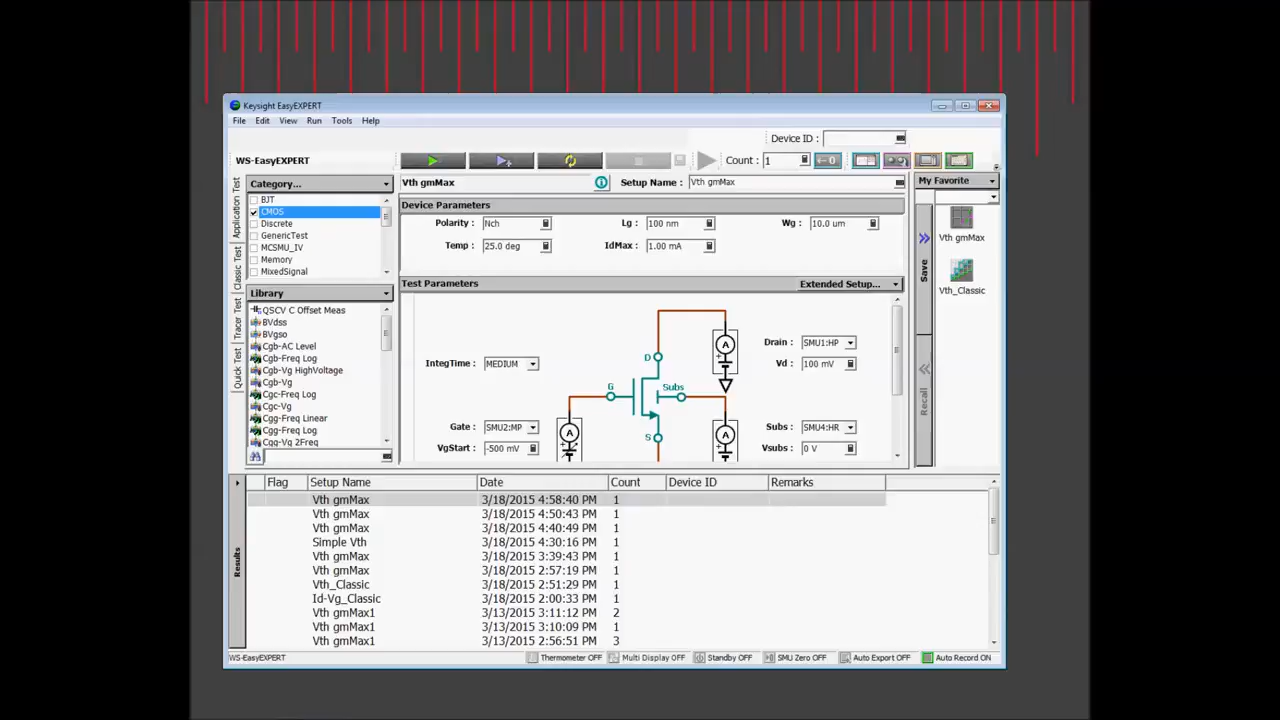 Keysight EasyEXPERT
File Edit View Run Tools Help
Device ID :
WS-EasyEXPERT
Count : 1
Category...
BJT
CMOS
Discrete
GenericTest
MCSMU_IV
Memory
MixedSignal
Application Test
Classic Test
Tracer Test
Quick Test
Library
QSCV C Offset Meas
BVdss
BVgso
Cgb-AC Level
Cgb-Freq Log
Cgb-Vg HighVoltage
Cgb-Vg
Cgc-Freq Log
Cgc-Vg
Cgg-Freq Linear
Cgg-Freq Log
Cgg-Vg 2Freq
Vth gmMax
Setup Name : Vth gmMax
Device Parameters
Polarity : Nch
Lg : 100 nm
Wg : 10.0 um
Temp : 25.0 deg
IdMax : 1.00 mA
Test Parameters
Extended Setup...
IntegTime : MEDIUM
Drain : SMU1:HP
Vd : 100 mV
Gate : SMU2:MP
VgStart : -500 mV
Subs : SMU4:HR
Vsubs : 0 V
D
G
Subs
S
A
A
A
My Favorite
Save
Recall
Vth gmMax
Vth_Classic
Results
Flag Setup Name Date Count Device ID Remarks
Vth gmMax 3/18/2015 4:58:40 PM 1
Vth gmMax 3/18/2015 4:50:43 PM 1
Vth gmMax 3/18/2015 4:40:49 PM 1
Simple Vth 3/18/2015 4:30:16 PM 1
Vth gmMax 3/18/2015 3:39:43 PM 1
Vth gmMax 3/18/2015 2:57:19 PM 1
Vth_Classic 3/18/2015 2:51:29 PM 1
Id-Vg_Classic 3/18/2015 2:00:33 PM 1
Vth gmMax1 3/13/2015 3:11:12 PM 2
Vth gmMax1 3/13/2015 3:10:09 PM 1
Vth gmMax1 3/13/2015 2:56:51 PM 3
WS-EasyEXPERT
Thermometer OFF Multi Display OFF Standby OFF SMU Zero OFF Auto Export OFF Auto Record ON